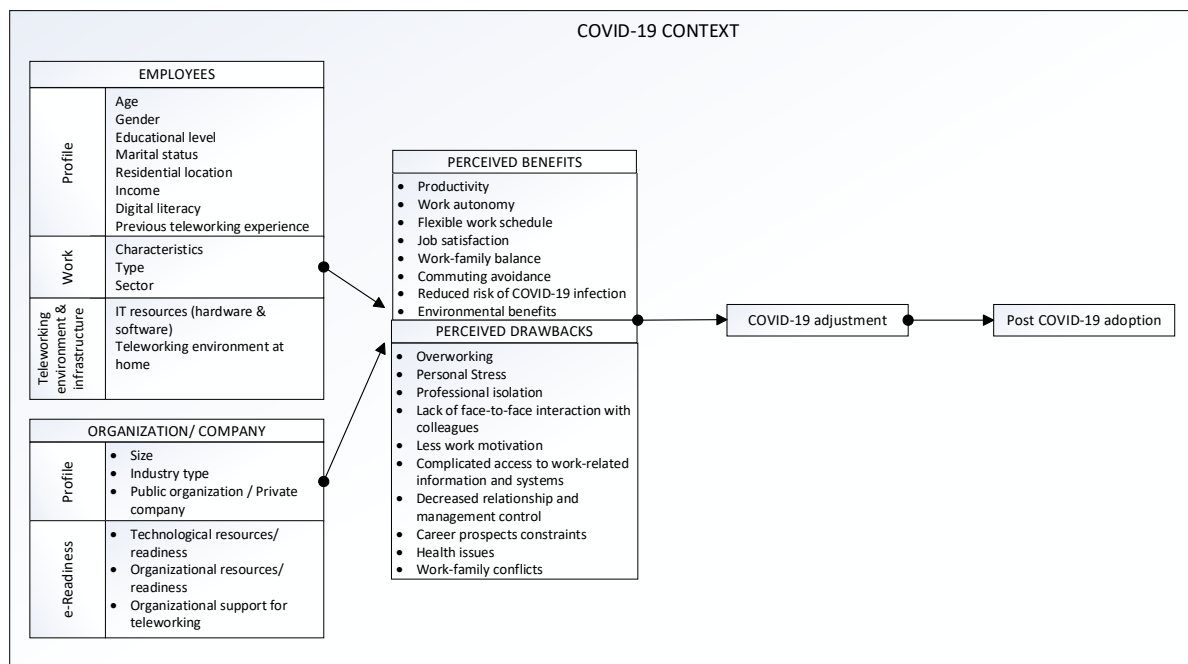 COVID-19 CONTEXT
EMPLOYEES
Profile
Age
Gender
Educational level
Marital status
Residential location
Income
Digital literacy
Previous teleworking experience
Work
Characteristics
Type
Sector
Teleworking
environment &
infrastructure
IT resources (hardware &
software)
Teleworking environment at
home
ORGANIZATION/ COMPANY
Profile
• Size
• Industry type
• Public organization / Private
company
e-Readiness
• Technological resources/
readiness
• Organizational resources/
readiness
• Organizational support for
teleworking
PERCEIVED BENEFITS
• Productivity
• Work autonomy
• Flexible work schedule
• Job satisfaction
• Work-family balance
• Commuting avoidance
• Reduced risk of COVID-19 infection
• Environmental benefits
PERCEIVED DRAWBACKS
• Overworking
• Personal Stress
• Professional isolation
• Lack of face-to-face interaction with
colleagues
• Less work motivation
• Complicated access to work-related
information and systems
• Decreased relationship and
management control
• Career prospects constraints
• Health issues
• Work-family conflicts
COVID-19 adjustment
Post COVID-19 adoption